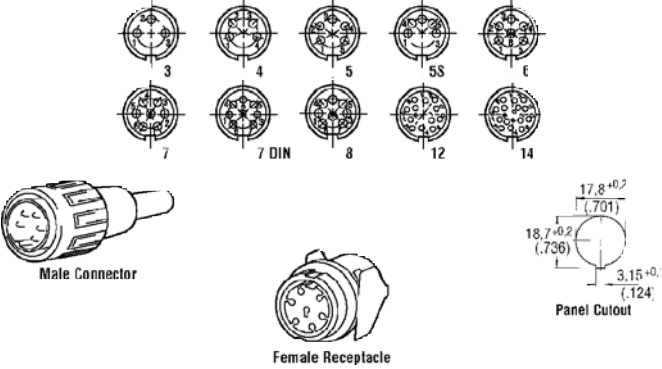 3 4 5 5S 6
7 7 DIN 8 12 14
Male Connector
Female Receptacle
17,8 +0,2
(.701)
18,7 +0,2
(.736)
3,15 +0,
(.124)
Panel Cutout